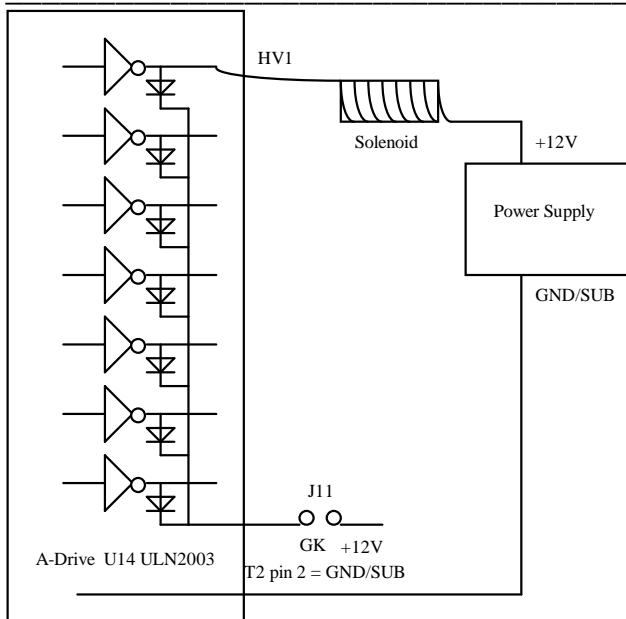 HV1
Solenoid
+12V
Power Supply
GND/SUB
J11
GK +12V
A-Drive U14 ULN2003
T2 pin 2 = GND/SUB